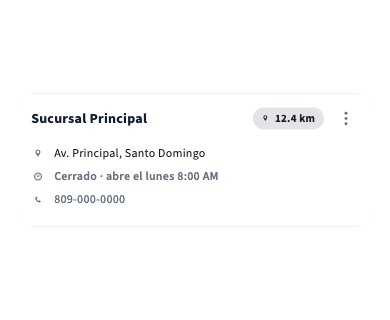 Sucursal Principal
12.4 km
Av. Principal, Santo Domingo
Cerrado · abre el lunes 8:00 AM
809-000-0000